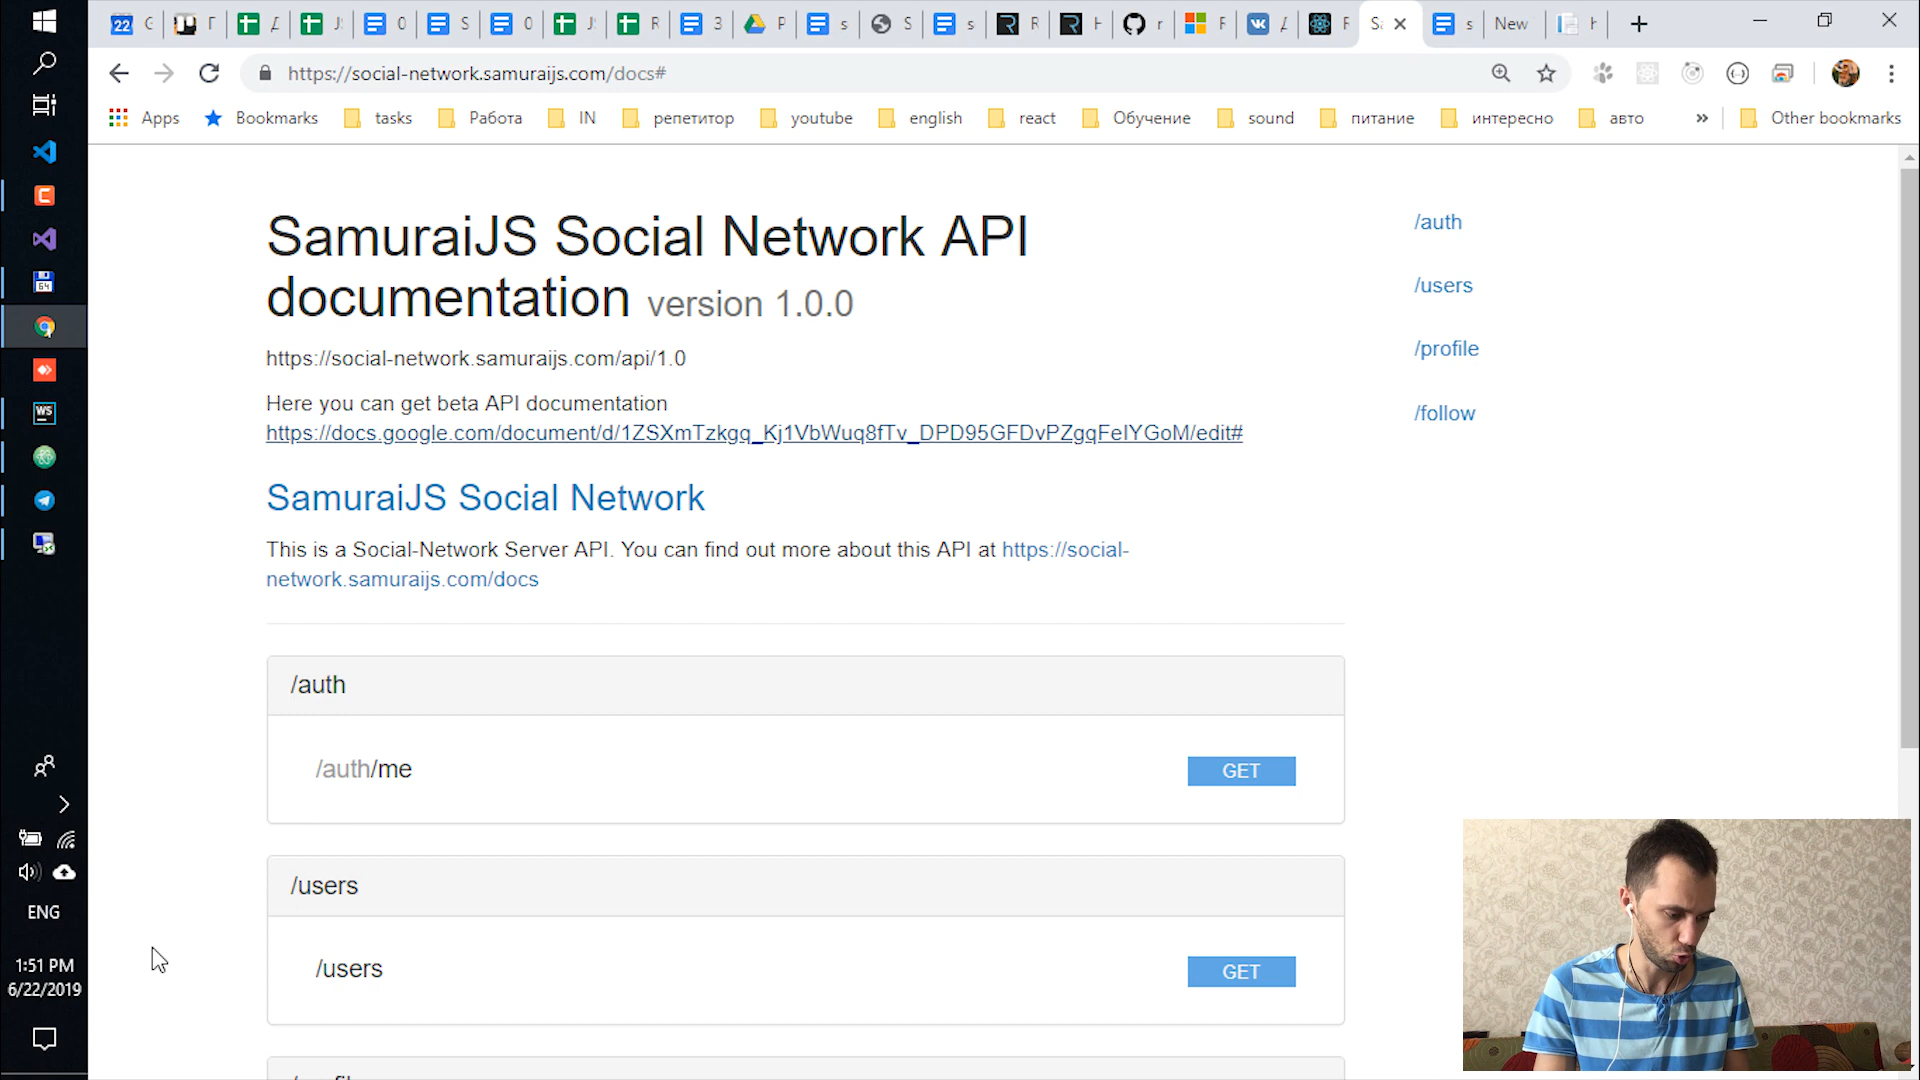 22 G
S
https://social-network.samuraijs.com/docs#
Apps
Bookmarks
tasks
Работа
IN
репетитор
youtube
english
react
Обучение
sound
питание
интересно
авто
»
Other bookmarks
New
SamuraiJS Social Network API
documentation version 1.0.0
https://social-network.samuraijs.com/api/1.0
Here you can get beta API documentation
https://docs.google.com/document/d/1ZSXmTzkgq_Kj1VbWuq8fTv_DPD95GFDvPZgqFeIYGoM/edit#
SamuraiJS Social Network
This is a Social-Network Server API. You can find out more about this API at https://social-
network.samuraijs.com/docs
/auth
/auth/me
GET
/users
/users
GET
/auth
/users
/profile
/follow
WS
64
ENG
1:51 PM
6/22/2019